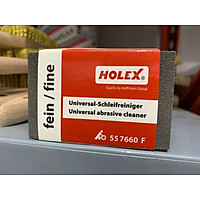 fein / fine
HOLEX®
Quality by Hoffmann Group
Universal-Schleifreiniger
Universal abrasive cleaner
557660 F